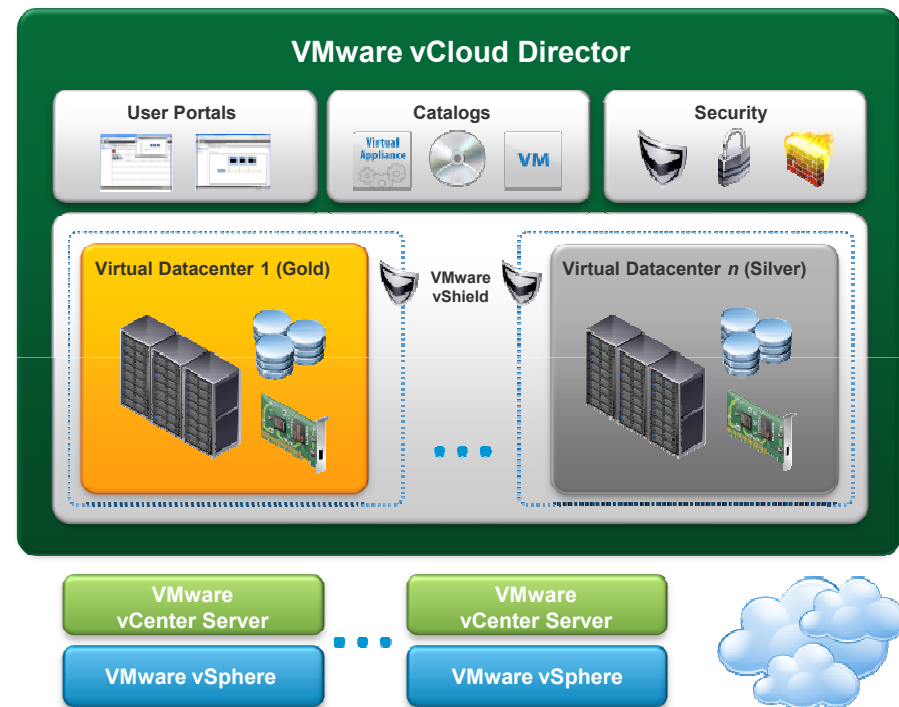 VMware vCloud Director
User Portals
Catalogs
Security
Virtual
Appliance
VM
Virtual Datacenter 1 (Gold)
VMware
vShield
Virtual Datacenter n (Silver)
VMware
vCenter Server
VMware
vCenter Server
VMware vSphere
VMware vSphere